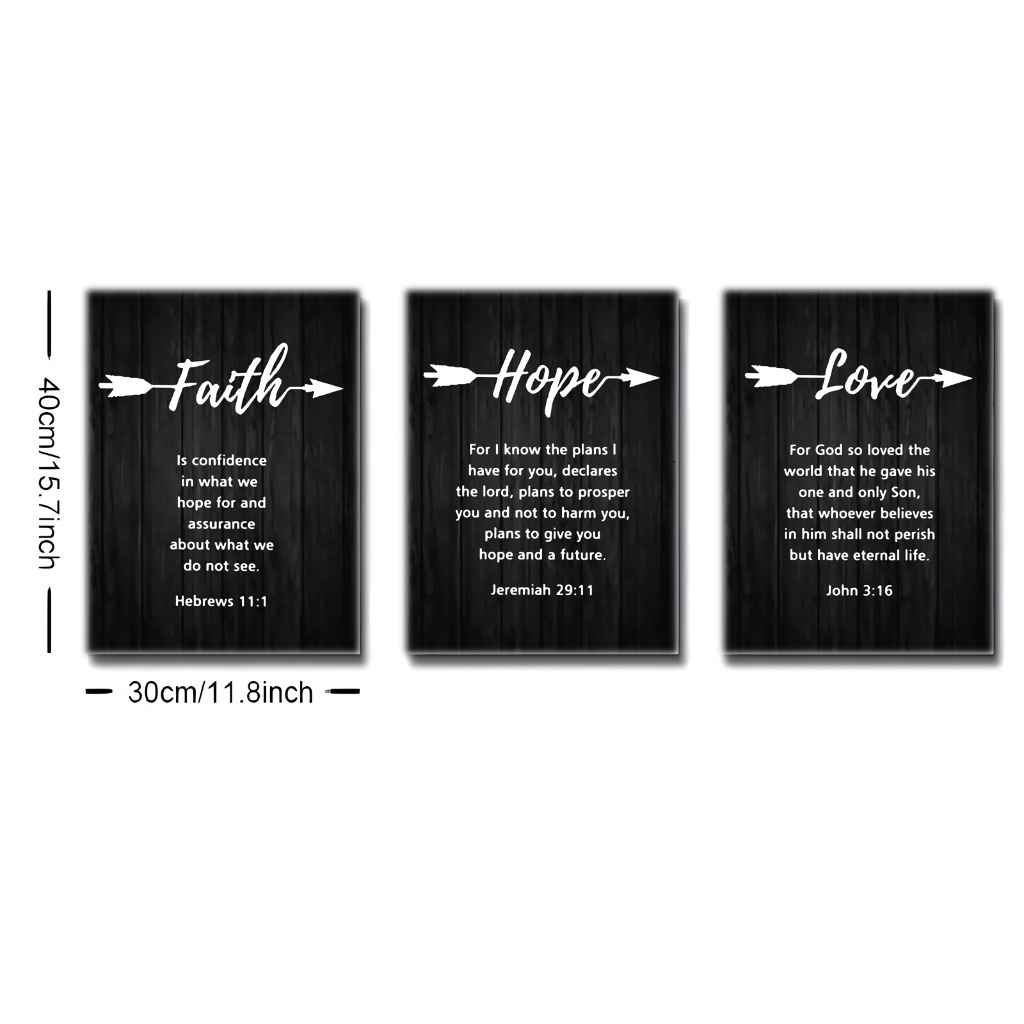 Faith
Is confidence
in what we
hope for and
assurance
about what we
do not see.
Hebrews 11:1
Hope
For I know the plans I
have for you, declares
the lord, plans to prosper
you and not to harm you,
plans to give you
hope and a future.
Jeremiah 29:11
Love
For God so loved the
world that he gave his
one and only Son,
that whoever believes
in him shall not perish
but have eternal life.
John 3:16
40cm/15.7inch
30cm/11.8inch